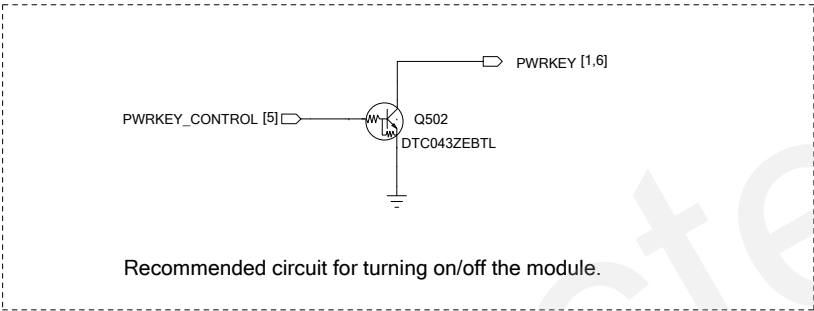 PWRKEY [1,6]
PWRKEY_CONTROL [5]
Q502
DTC043ZEBTL
Recommended circuit for turning on/off the module.